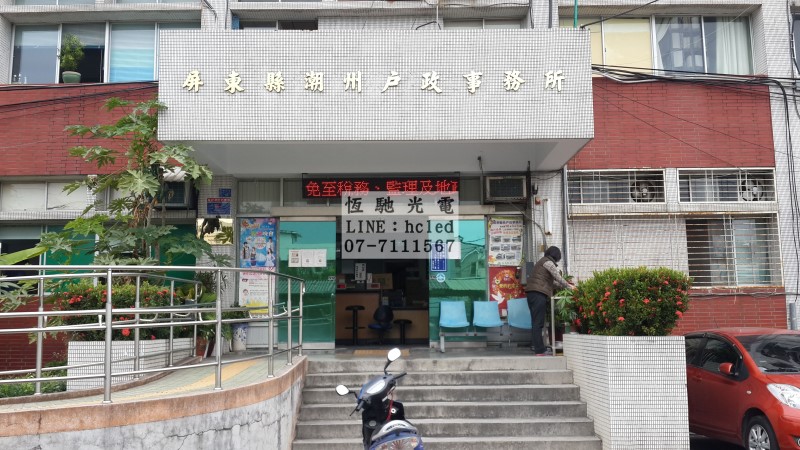 屏東縣潮州戶政事務所
免至稅務、監理及地
恆馳光電
LINE:hcled
07-7111567